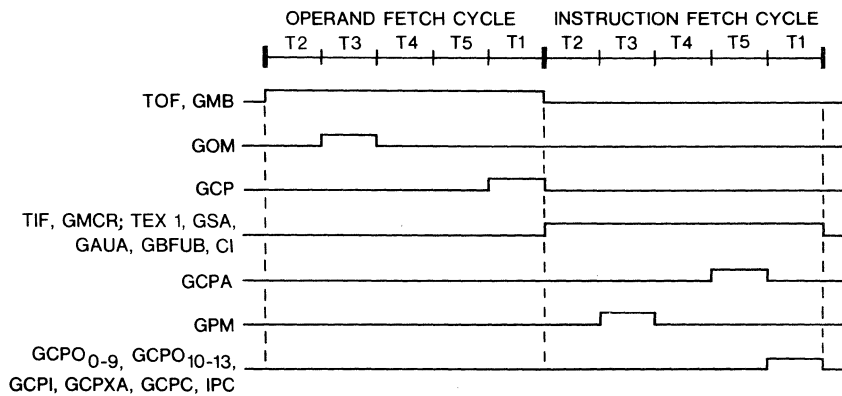 OPERAND FETCH CYCLE INSTRUCTION FETCH CYCLE
T2 T3 T4 T5 T1 T2 T3 T4 T5 T1
TOF, GMB
GOM
GCP
TIF, GMCR; TEX 1, GSA,
GAUA, GBFUB, CI
GCPA
GPM
GCPO0-9, GCPO10-13,
GCPI, GCPXA, GCPC, IPC